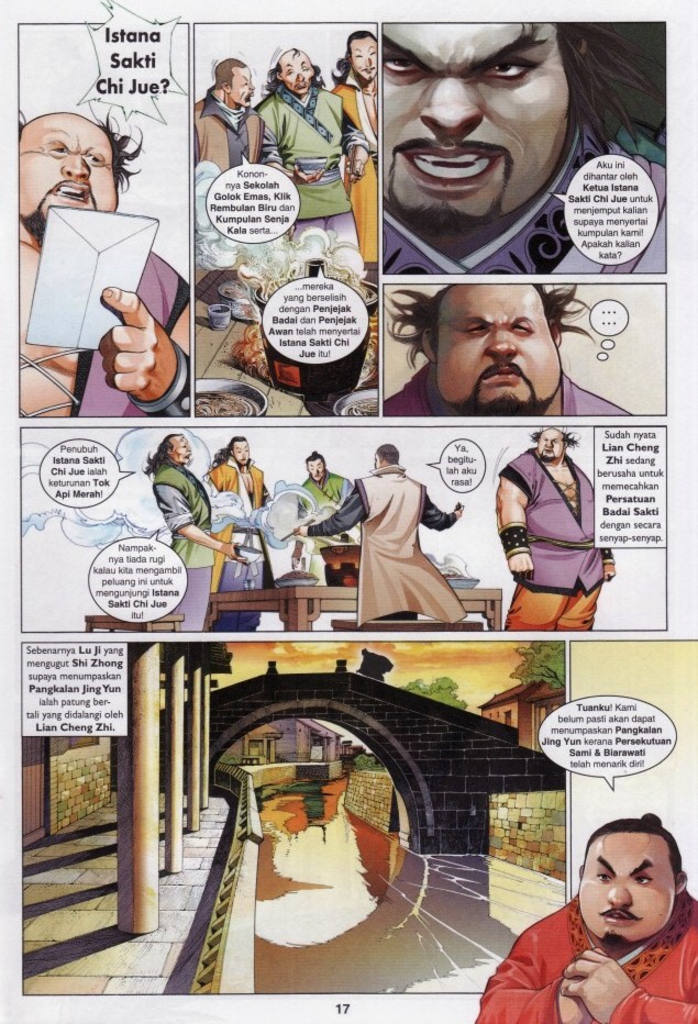 Istana
Sakti
Chi Jue?
Konon-
nya Sekolah
Golok Emas, Klik
Rembulan Biru dan
Kumpulan Senja
Kala serta...
...mereka
yang berselisih
dengan Penjejak
Badai dan Penjejak
Awan telah menyertai
Istana Sakti Chi
Jue itu!
Aku ini
dihantar oleh
Ketua Istana
Sakti Chi Jue untuk
menjemput kalian
supaya menyertai
kumpulan kami!
Apakah kalian
kata?
...
...
Penubuh
Istana Sakti
Chi Jue ialah
keturunan Tok
Api Merah!
Nampak-
nya tiada rugi
kalau kita mengambil
peluang ini untuk
mengunjungi Istana
Sakti Chi Jue
itu!
Ya,
begitu-
lah aku
rasa!
Sudah nyata
Lian Cheng
Zhi sedang
berusaha untuk
memecahkan
Persatuan
Badai Sakti
dengan secara
senyap-senyap.
Sebenarnya Lu Ji yang
mengugut Shi Zhong
supaya menumpaskan
Pangkalan Jing Yun
ialah patung ber-
tali yang didalangi oleh
Lian Cheng Zhi.
Tuanku! Kami
belum pasti akan dapat
menumpaskan Pangkalan
Jing Yun kerana Persekutuan
Sami & Biarawati
telah menarik diri!
17